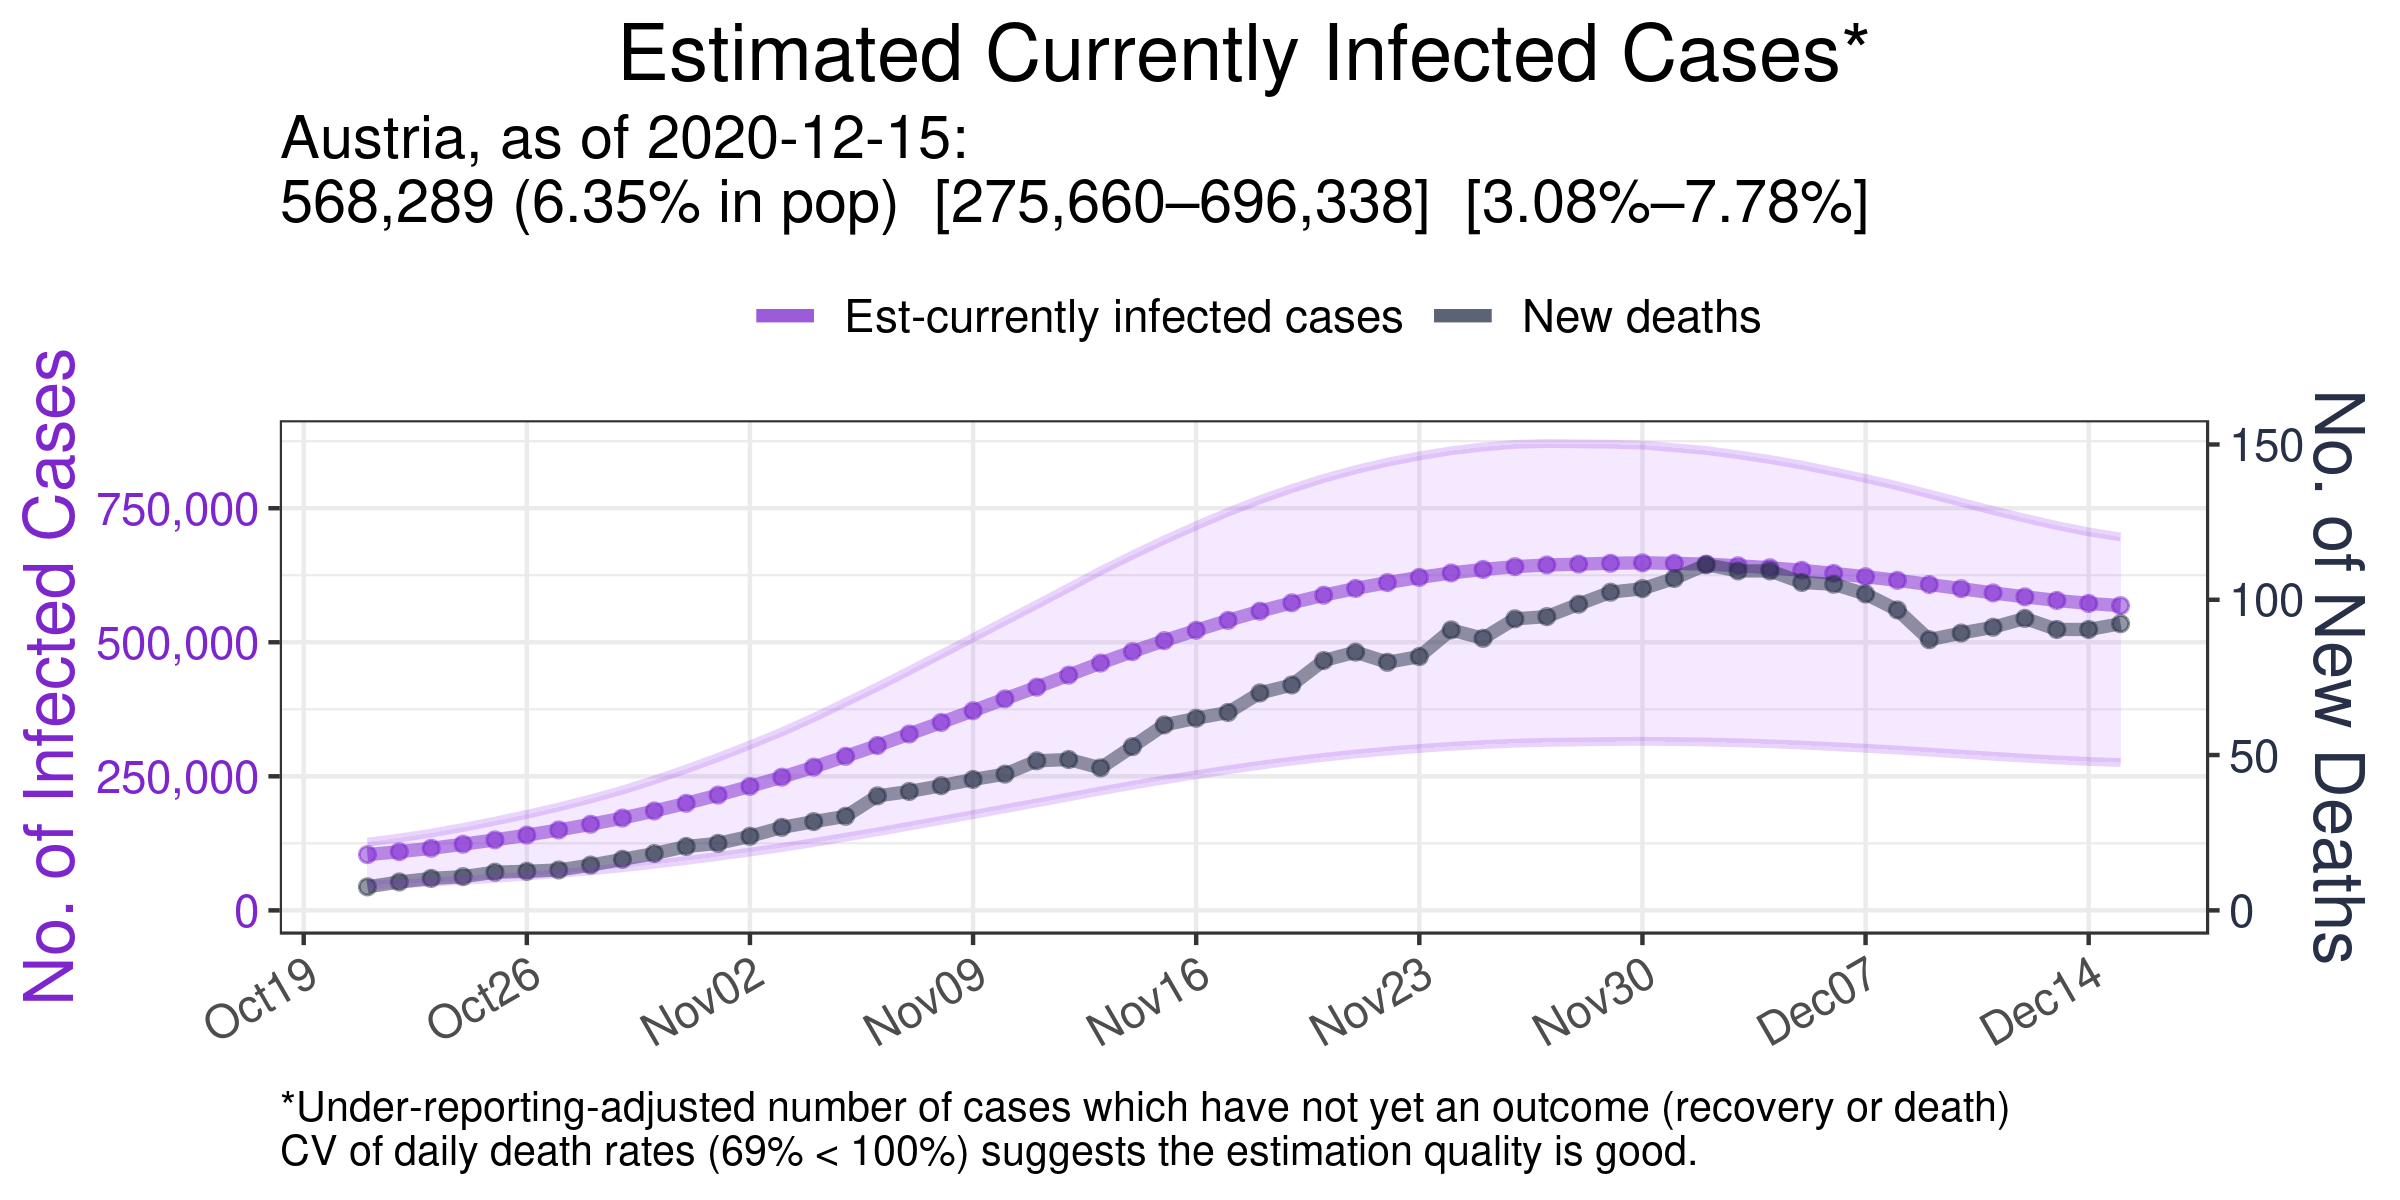 Estimated Currently Infected Cases*
Austria, as of 2020-12-15:
568,289 (6.35% in pop)  [275,660–696,338]  [3.08%–7.78%]
Est-currently infected cases
New deaths
No. of Infected Cases
750,000
500,000
250,000
0
150
100
50
0
No. of New Deaths
Oct19
Oct26
Nov02
Nov09
Nov16
Nov23
Nov30
Dec07
Dec14
*Under-reporting-adjusted number of cases which have not yet an outcome (recovery or death)
CV of daily death rates (69% < 100%) suggests the estimation quality is good.